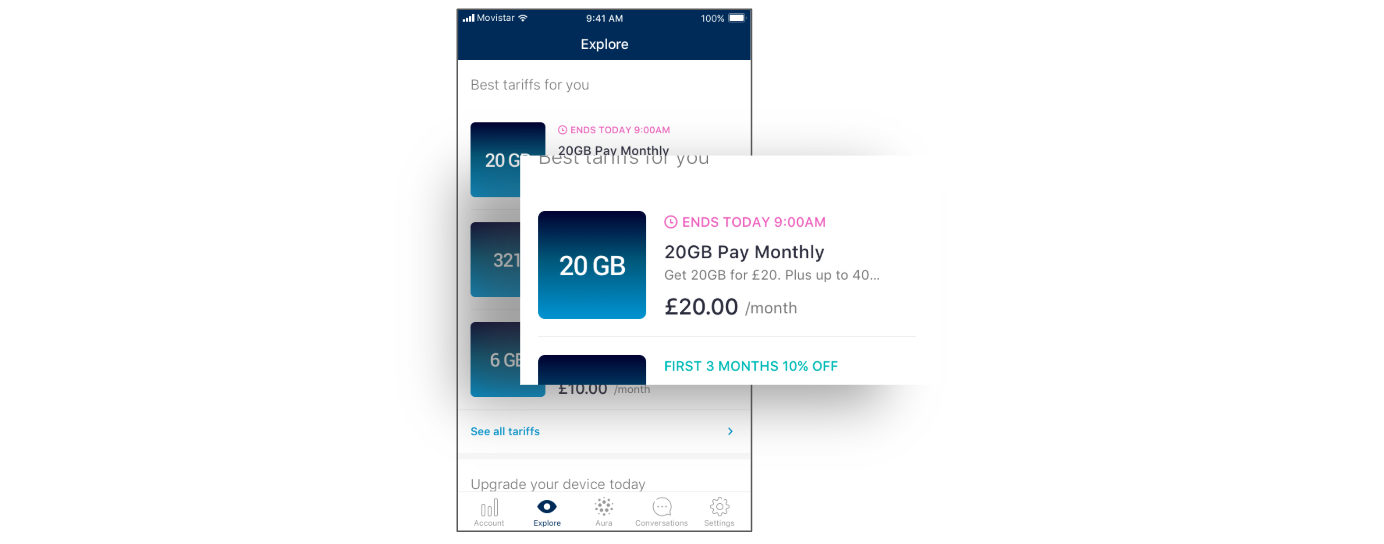 Movistar
9:41 AM
100%
Explore
Best tariffs for you
ENDS TODAY 9:00AM
20GB Pay Monthly
20 G
321
6 G
£10.00 /month
Best tariffs for you
20 GB
ENDS TODAY 9:00AM
20GB Pay Monthly
Get 20GB for £20. Plus up to 40...
£20.00 /month
FIRST 3 MONTHS 10% OFF
See all tariffs
Upgrade your device today
Account
Explore
Aura
Conversations
Settings